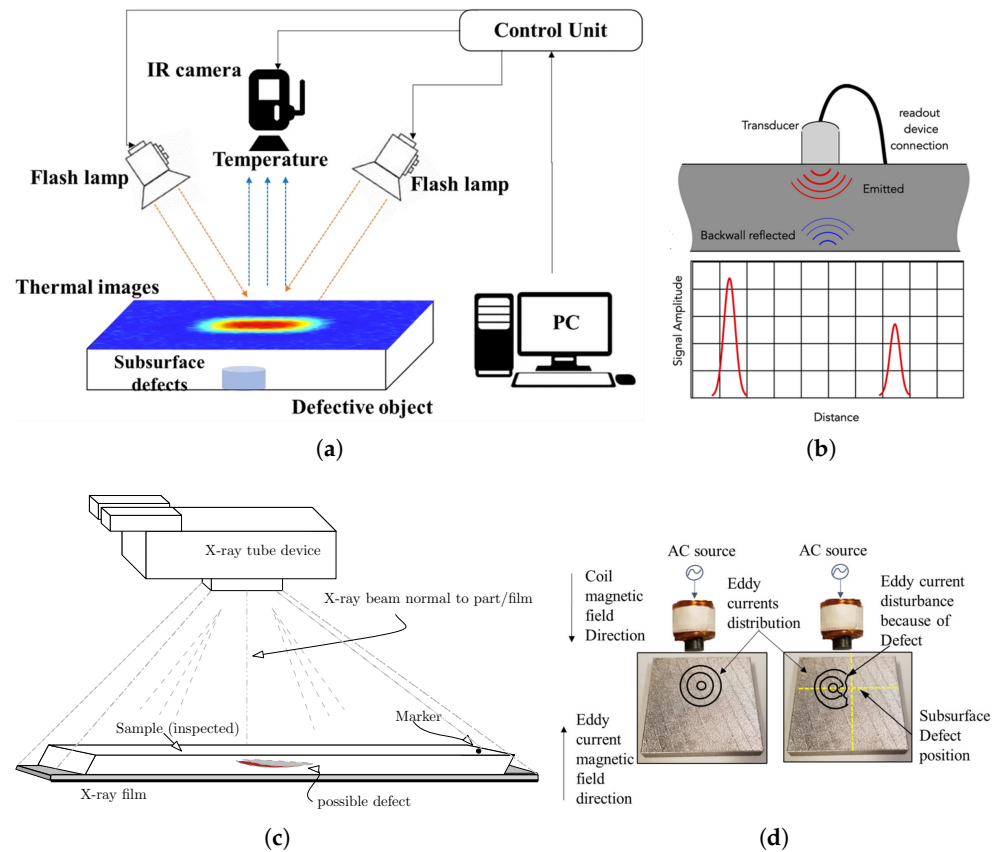 Control Unit
IR camera
Temperature
Flash lamp
Flash lamp
Thermal images
PC
Subsurface
defects
Defective object
(a)
Transducer
readout
device
connection
Emitted
Backwall reflected
Signal Amplitude
Distance
(b)
X-ray tube device
X-ray beam normal to part/film
Sample (inspected)
Marker
X-ray film
possible defect
(c)
AC source
AC source
Coil
magnetic
field
Direction
Eddy
currents
distribution
Eddy current
disturbance
because of
Defect
Eddy
current
magnetic
field
direction
Subsurface
Defect
position
(d)